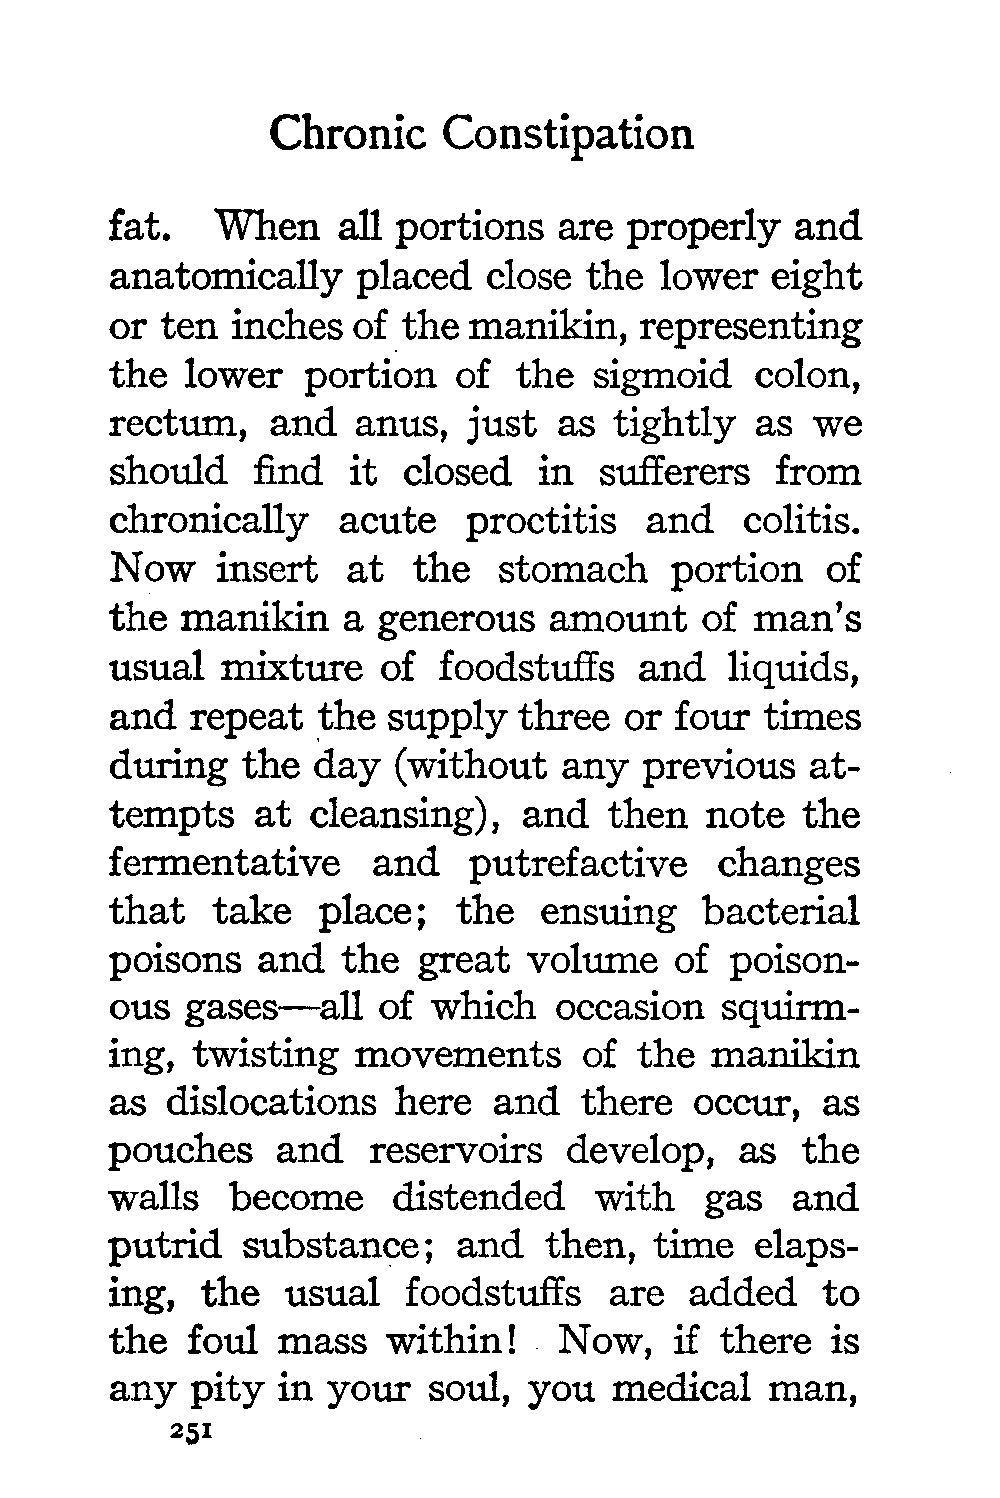 Chronic Constipation
fat. When all portions are properly and
anatomically placed close the lower eight
or ten inches of the manikin, representing
the lower portion of the sigmoid colon,
rectum, and anus, just as tightly as we
should find it closed in sufferers from
chronically acute proctitis and colitis.
Now insert at the stomach portion of
the manikin a generous amount of man's
usual mixture of foodstuffs and liquids,
and repeat the supply three or four times
during the day (without any previous at-
tempts at cleansing), and then note the
fermentative and putrefactive changes
that take place; the ensuing bacterial
poisons and the great volume of poison-
ous gases—all of which occasion squirm-
ing, twisting movements of the manikin
as dislocations here and there occur, as
pouches and reservoirs develop, as the
walls become distended with gas and
putrid substance; and then, time elaps-
ing, the usual foodstuffs are added to
the foul mass within! Now, if there is
any pity in your soul, you medical man,
251